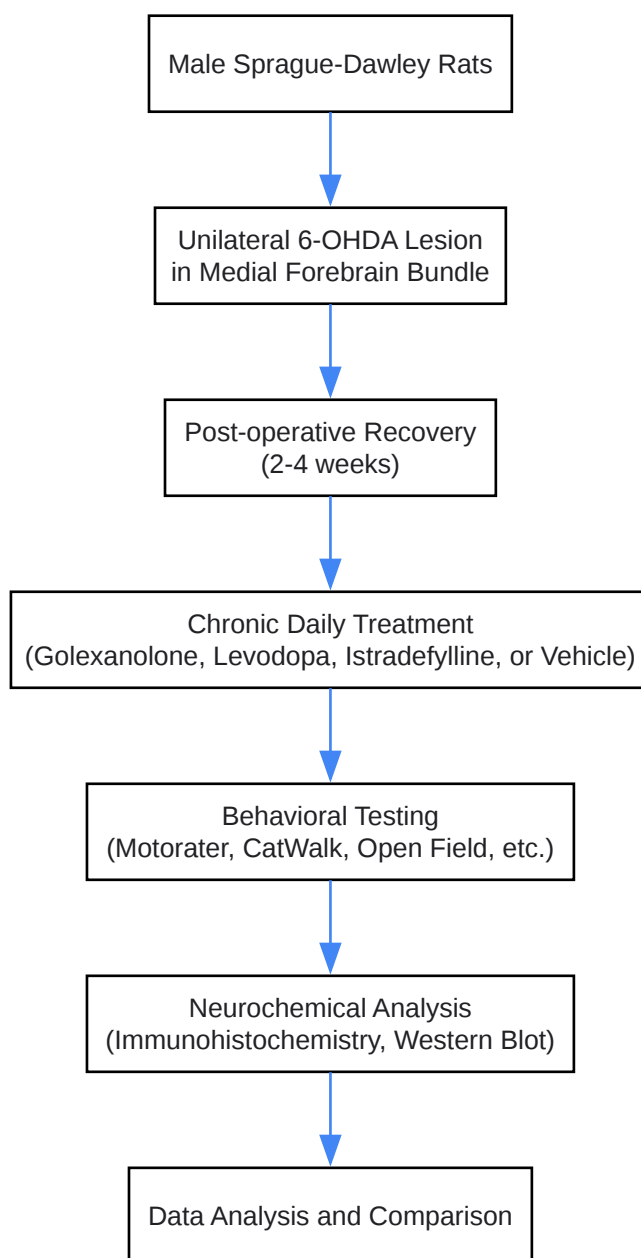 Male Sprague-Dawley Rats
Unilateral 6-OHDA Lesion
in Medial Forebrain Bundle
Post-operative Recovery
(2-4 weeks)
Chronic Daily Treatment
(Golexanolone, Levodopa, Istradefylline, or Vehicle)
Behavioral Testing
(Motorater, CatWalk, Open Field, etc.)
Neurochemical Analysis
(Immunohistochemistry, Western Blot)
Data Analysis and Comparison